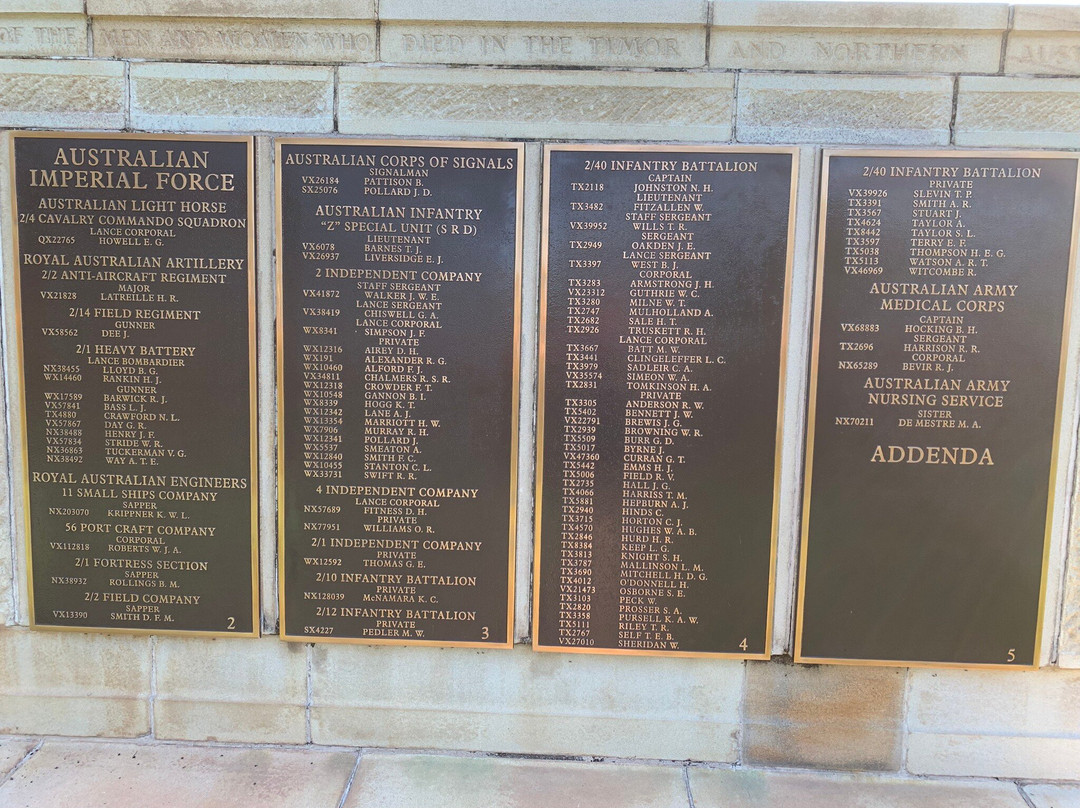 OF THE MEN AND WOMEN WHO DIED IN THE TIMOR AND NORTHERN
AUSTRALIAN
IMPERIAL FORCE
AUSTRALIAN LIGHT HORSE
2/4 CAVALRY COMMANDO SQUADRON
LANCE CORPORAL
QX22765 HOWELL E. G.
ROYAL AUSTRALIAN ARTILLERY
2/2 ANTI-AIRCRAFT REGIMENT
MAJOR
VX21828 LATREILLE H. R.
2/14 FIELD REGIMENT
GUNNER
VX58562 DEE J.
2/1 HEAVY BATTERY
LANCE BOMBARDIER
NX38455 LLOYD B. G.
WX14460 RANKIN H. J.
GUNNER
WX17589 BARWICK R. J.
VX57841 BASS L. J.
TX4880 CRAWFORD N. L.
VX57867 DAY G. R.
NX38488 HENRY J. F.
VX57834 STRIDE W. R.
NX36863 TUCKERMAN V. G.
NX38492 WAY A. T. E.
ROYAL AUSTRALIAN ENGINEERS
11 SMALL SHIPS COMPANY
SAPPER
NX203070 KRIPPNER K. W. L.
56 PORT CRAFT COMPANY
CORPORAL
VX112818 ROBERTS W. J. A.
2/1 FORTRESS SECTION
SAPPER
NX38932 ROLLINGS B. M.
2/2 FIELD COMPANY
SAPPER
VX13390 SMITH D. F. M.
2
AUSTRALIAN CORPS OF SIGNALS
SIGNALMAN
VX26184 PATTISON B.
SX25076 POLLARD J. D.
AUSTRALIAN INFANTRY
"Z" SPECIAL UNIT (S R D)
LIEUTENANT
VX6078 BARNES T. J.
VX26937 LIVERSIDGE E. J.
2 INDEPENDENT COMPANY
STAFF SERGEANT
VX41872 WALKER J. W. E.
LANCE SERGEANT
VX38419 CHISWELL G. A.
LANCE CORPORAL
WX8341 SIMPSON J. F.
PRIVATE
WX12316 AIREY D. H.
WX191 ALEXANDER R. G.
WX10460 ALFORD F. J.
VX34811 CHALMERS R. S. R.
WX12318 CROWDER F. T.
WX10548 GANNON B. I.
WX8339 HOGG K. T.
WX12342 LANE A. J.
WX13354 MARRIOTT H. W.
WX7906 MURRAY R. H.
WX12341 POLLARD J.
WX5537 SMEATON A.
WX12840 SMITH F. C.
WX10455 STANTON C. L.
WX33731 SWIFT R. R.
4 INDEPENDENT COMPANY
LANCE CORPORAL
NX57689 FITNESS D. H.
PRIVATE
NX77951 WILLIAMS O. R.
2/1 INDEPENDENT COMPANY
PRIVATE
WX12592 THOMAS G. E.
2/10 INFANTRY BATTALION
PRIVATE
NX128039 McNAMARA K. C.
2/12 INFANTRY BATTALION
PRIVATE
SX4227 PEDLER M. W.
3
2/40 INFANTRY BATTALION
CAPTAIN
TX2118 JOHNSTON N. H.
LIEUTENANT
TX3482 FITZALLEN W.
STAFF SERGEANT
VX39952 WILLS T. R.
SERGEANT
TX2949 OAKDEN J. E.
LANCE SERGEANT
TX3397 WEST B. J.
CORPORAL
TX3283 ARMSTRONG J. H.
VX23312 GUTHRIE W. C.
TX3280 MILNE W. T.
TX2747 MULHOLLAND A.
TX2682 SALE H. T.
TX2926 TRUSKETT R. H.
LANCE CORPORAL
TX3667 BATT M. W.
TX3441 CLINGELEFFER L. C.
TX3979 SADLEIR C. A.
VX35574 SIMEON W. A.
TX2831 TOMKINSON H. A.
PRIVATE
TX3305 ANDERSON R. W.
TX5402 BENNETT J. W.
VX22791 BREWIS J. G.
TX2939 BROWNING W. R.
TX5509 BURR G. D.
TX5017 BYRNE J.
VX47360 CURRAN G. T.
TX5442 EMMS H. J.
TX5006 FIELD R. V.
TX2735 HALL J. G.
TX4066 HARRISS T. M.
TX5881 HEPBURN A. J.
TX2940 HINDS C.
TX3715 HORTON C. J.
TX4570 HUGHES W. A. B.
TX2846 HURD H. R.
TX8384 KEEP L. G.
TX3813 KNIGHT S. H.
TX3787 MALLINSON L. M.
TX3690 MITCHELL H. D. G.
TX4012 O'DONNELL H.
VX21473 OSBORNE S. E.
TX3103 PECK W.
TX2820 PROSSER S. A.
TX3358 PURSELL K. A. W.
TX5111 RILEY T. R.
TX2767 SELF T. E. B.
VX27010 SHERIDAN W.
4
2/40 INFANTRY BATTALION
PRIVATE
VX39926 SLEVIN T. P.
TX3391 SMITH A. R.
TX3567 STUART J.
TX4624 TAYLOR A.
TX8442 TAYLOR S. L.
TX3597 TERRY E. F.
TX5038 THOMPSON H. E. G.
TX5113 WATSON A. R. T.
VX46969 WITCOMBE R.
AUSTRALIAN ARMY
MEDICAL CORPS
CAPTAIN
VX68883 HOCKING B. H.
SERGEANT
TX2696 HARRISON R. R.
CORPORAL
NX65289 BEVIR R. J.
AUSTRALIAN ARMY
NURSING SERVICE
SISTER
NX70211 DE MESTRE M. A.
ADDENDA
5